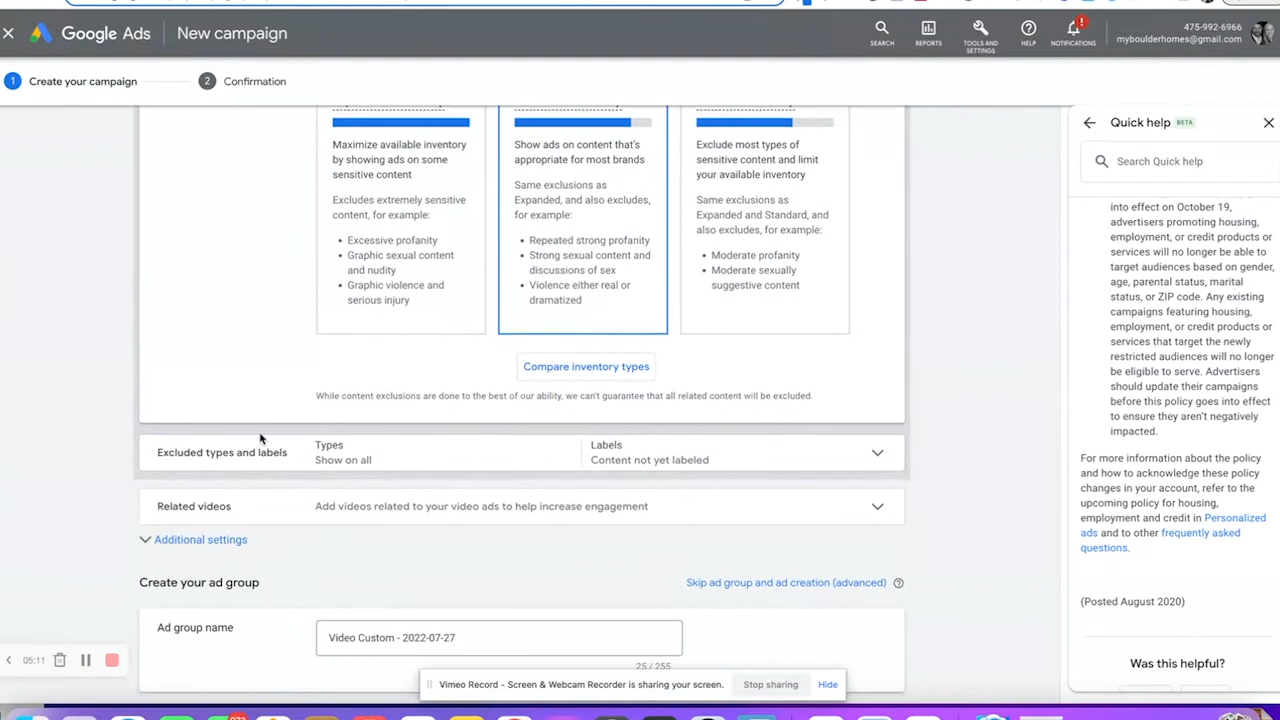 Google Ads
New campaign
SEARCH
REPORTS
TOOLS AND
SETTINGS
HELP
!
NOTIFICATIONS
475-992-6966
myboulderhomes@gmail.com
1 Create your campaign
2 Confirmation
Maximize available inventory
by showing ads on some
sensitive content
Excludes extremely sensitive
content, for example:
• Excessive profanity
• Graphic sexual content
and nudity
• Graphic violence and
serious injury
Show ads on content that's
appropriate for most brands
Same exclusions as
Expanded, and also excludes,
for example:
• Repeated strong profanity
• Strong sexual content and
discussions of sex
• Violence either real or
dramatized
Exclude most types of
sensitive content and limit
your available inventory
Same exclusions as
Expanded and Standard, and
also excludes, for example:
• Moderate profanity
• Moderate sexually
suggestive content
Compare inventory types
While content exclusions are done to the best of our ability, we can't guarantee that all related content will be excluded.
Excluded types and labels
Types
Show on all
Labels
Content not yet labeled
Related videos
Add videos related to your video ads to help increase engagement
Additional settings
Create your ad group
Skip ad group and ad creation (advanced)
Ad group name
Video Custom - 2022-07-27
25 / 255
05:11
Vimeo Record - Screen & Webcam Recorder is sharing your screen.
Stop sharing
Hide
Quick help BETA
Search Quick help
into effect on October 19,
advertisers promoting housing,
employment, or credit products or
services will no longer be able to
target audiences based on gender,
age, parental status, marital
status, or ZIP code. Any existing
campaigns featuring housing,
employment, or credit products or
services that target the newly
restricted audiences will no longer
be eligible to serve. Advertisers
should update their campaigns
before this policy goes into effect
to ensure they aren't negatively
impacted.
For more information about the policy
and how to acknowledge these policy
changes in your account, refer to the
upcoming policy for housing,
employment and credit in Personalized
ads and to other frequently asked
questions.
(Posted August 2020)
Was this helpful?